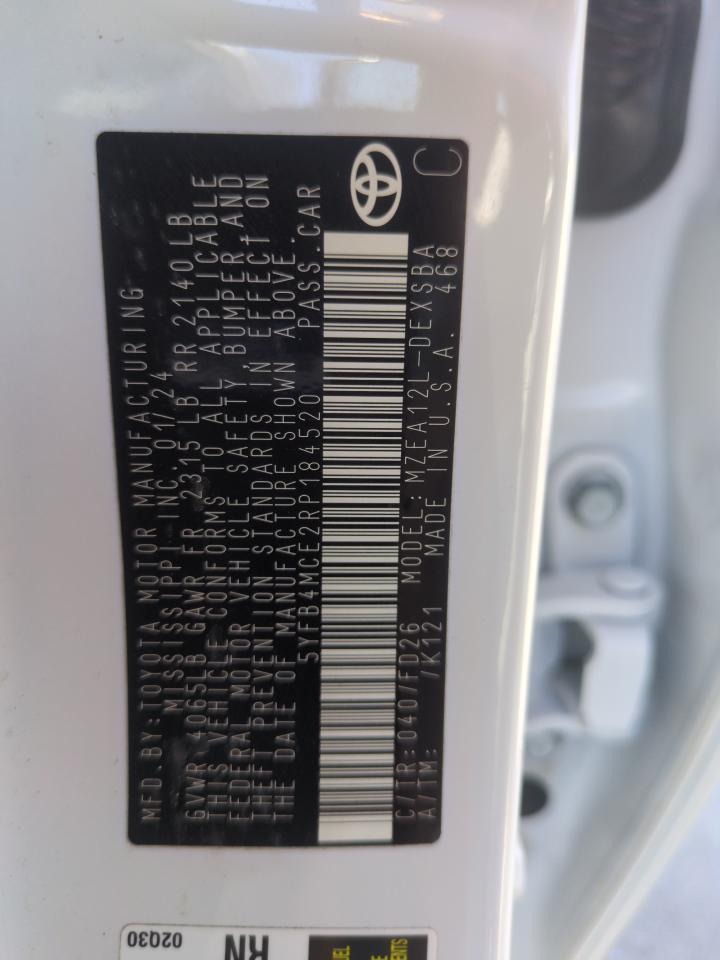 MFD.BY:TOYOTA MOTOR MANUFACTURING
MISSISSIPPI INC. 01/24
GVWR 4065LB GAWR FR 2315 LB RR 2140 LB
THIS VEHICLE CONFORMS TO ALL APPLICABLE
FEDERAL MOTOR VEHICLE SAFETY, BUMPER, AND
THEFT PREVENTION STANDARDS IN EFFECT ON
THE DATE OF MANUFACTURE SHOWN ABOVE.
5YFB4MCE2RP184520 PASS.CAR
C/TR:040/FD26 MODEL:MZEA12L-DEXSBA
A/TM: /K121 MADE IN U.S.A. 468
C
02Q30
RN